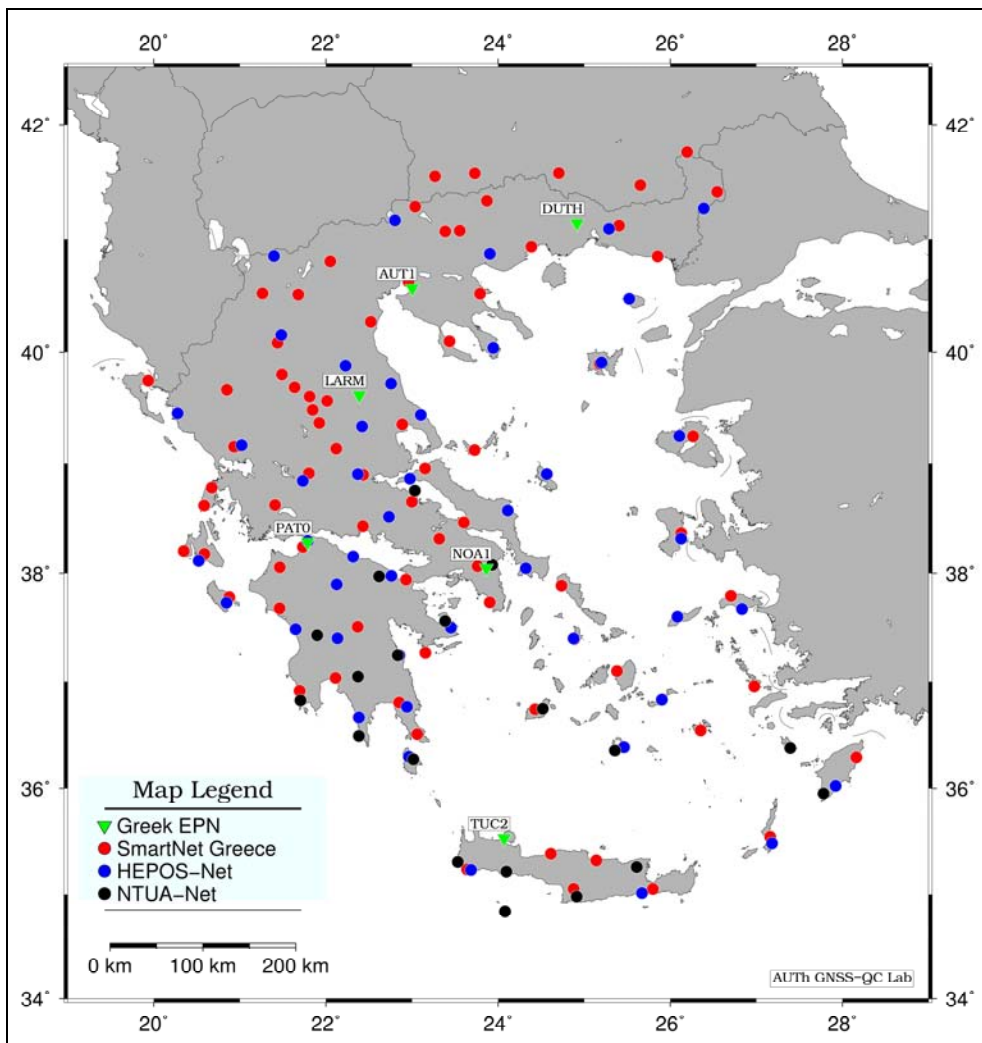 20 22 24 26 28
42° 42°
DUTH
AUT1
40° 40°
LARM
PAT0
NOA1
38° 38°
36° 36°
Map Legend
Greek EPN
SmartNet Greece
HEPOS-Net
NTUA-Net
TUC2
0 km 100 km 200 km
AUTh GNSS-QC Lab
34° 34°
20 22 24 26 28